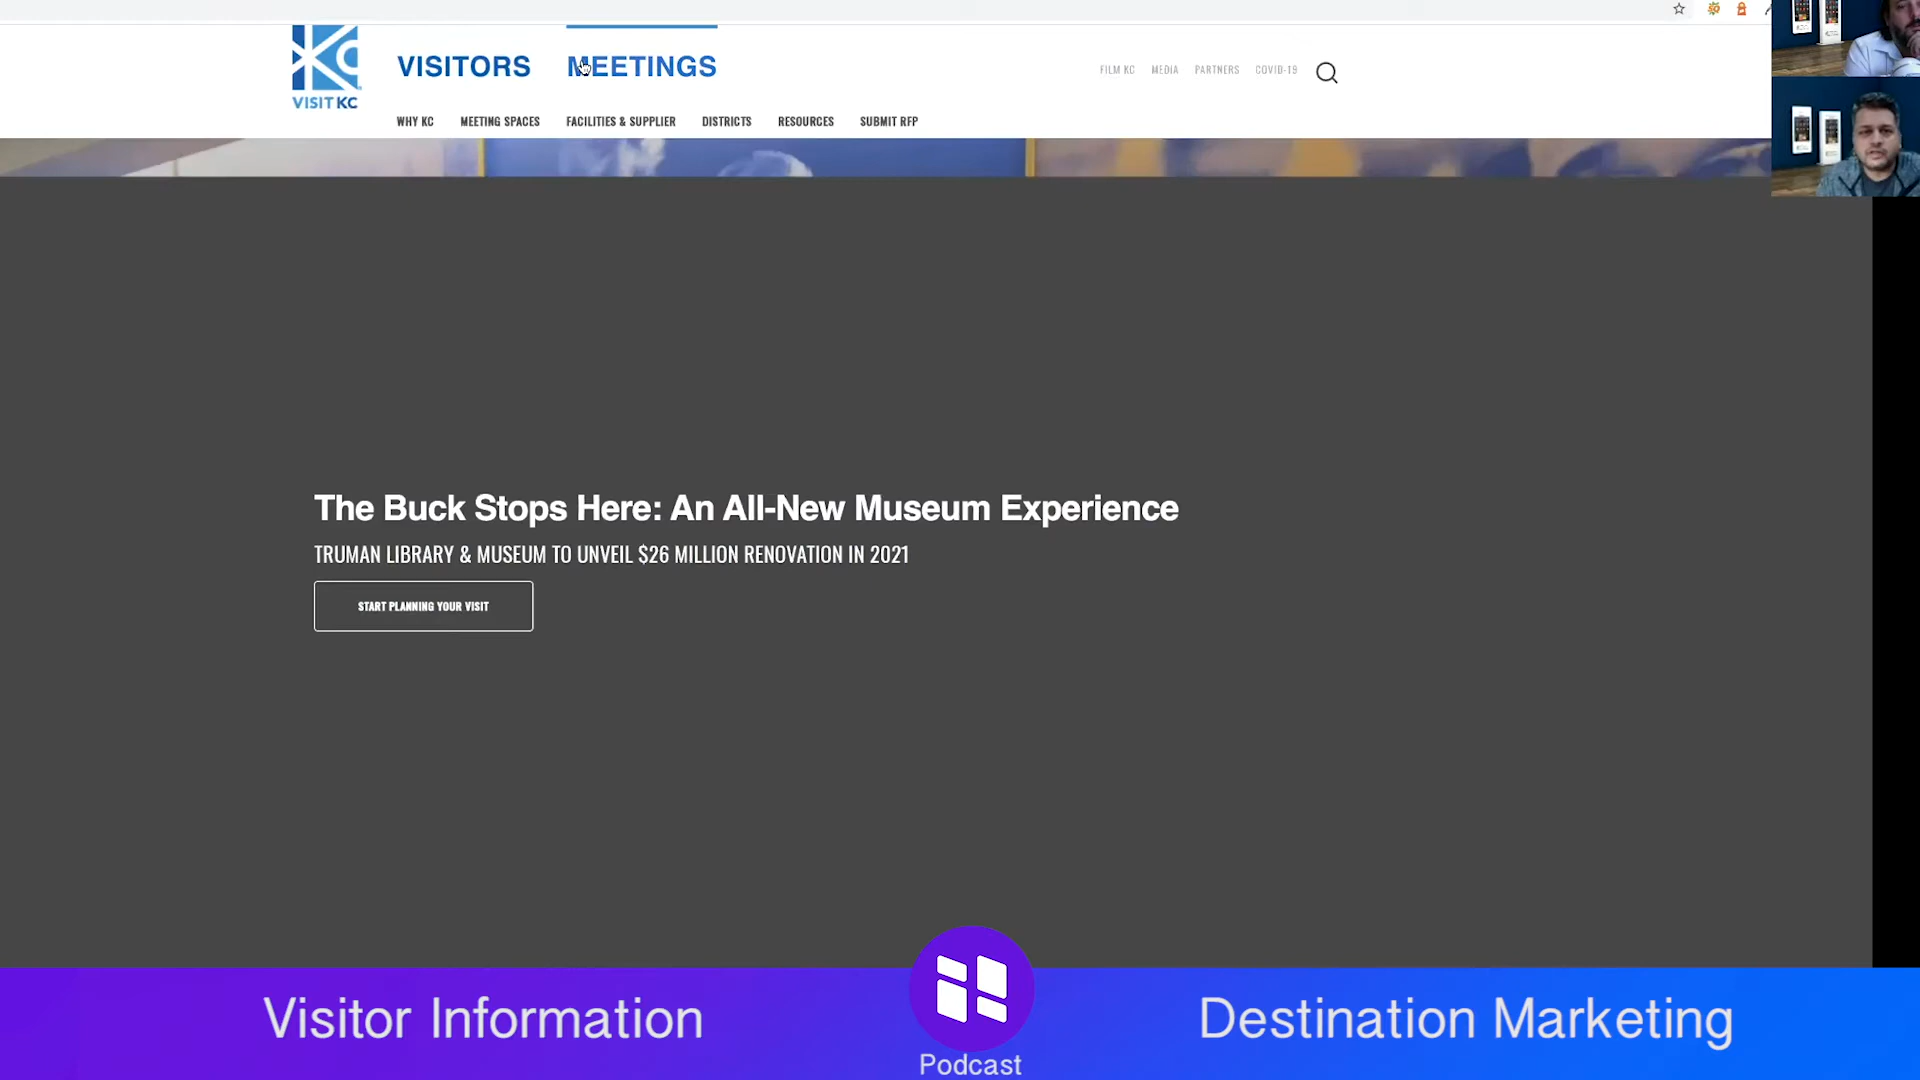 VISITORS MEETINGS
FILM KC MEDIA PARTNERS COVID-19
VISIT KC
WHY KC MEETING SPACES FACILITIES & SUPPLIER DISTRICTS RESOURCES SUBMIT RFP
The Buck Stops Here: An All-New Museum Experience
TRUMAN LIBRARY & MUSEUM TO UNVEIL $26 MILLION RENOVATION IN 2021
START PLANNING YOUR VISIT
Visitor Information
Podcast
Destination Marketing